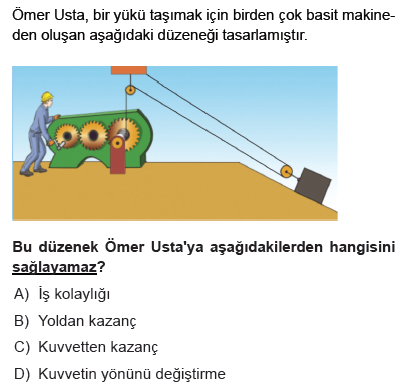 Ömer Usta, bir yükü taşımak için birden çok basit makine-
den oluşan aşağıdaki düzeneği tasarlamıştır.
Bu düzenek Ömer Usta'ya aşağıdakilerden hangisini
sağlayamaz?
A) İş kolaylığı
B) Yoldan kazanç
C) Kuvvetten kazanç
D) Kuvvetin yönünü değiştirme